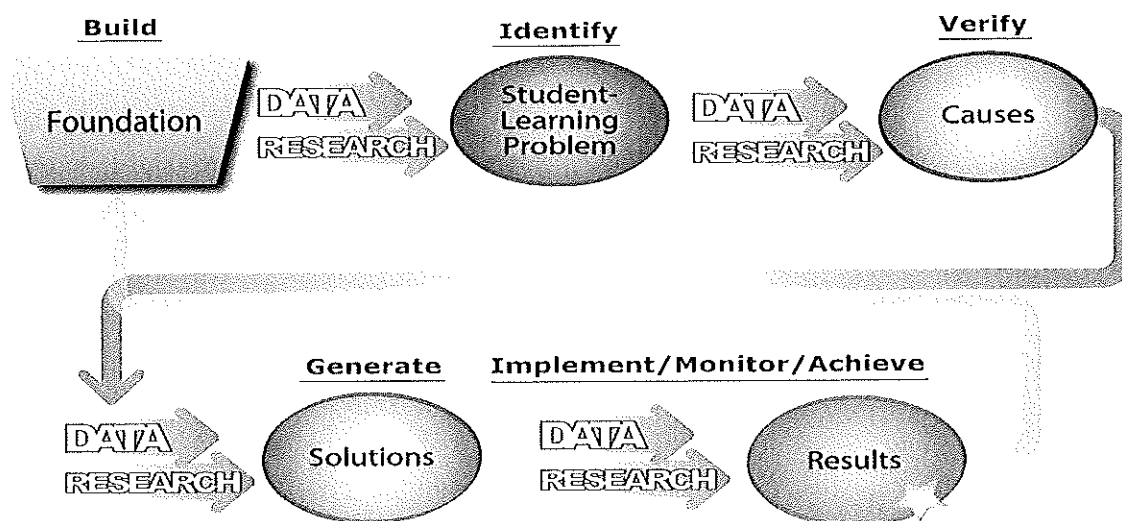 Build
Identify
Verify
Foundation
DATA
RESEARCH
Student-
Learning
Problem
DATA
RESEARCH
Causes
Generate
Implement/Monitor/Achieve
DATA
RESEARCH
Solutions
DATA
RESEARCH
Results